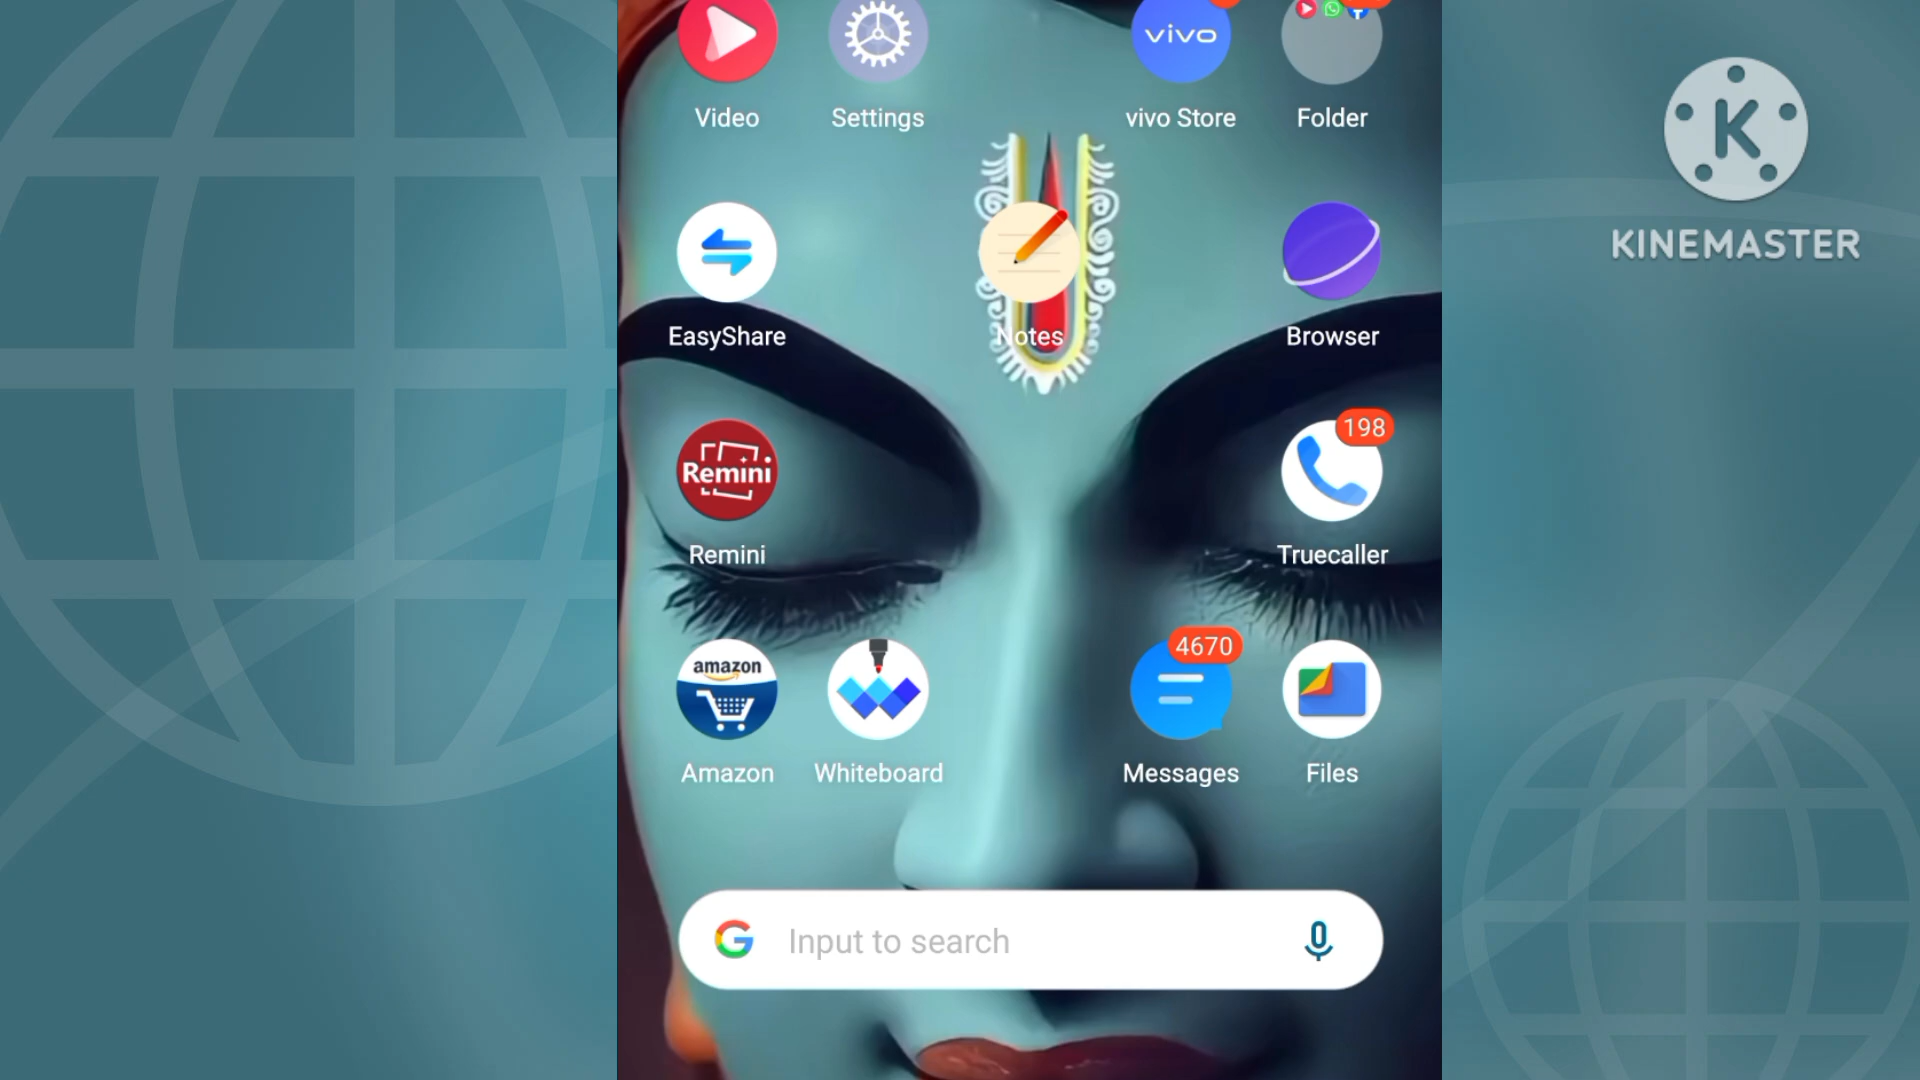 vivo
Video
Settings
vivo Store
Folder
K
KINEMASTER
EasyShare
Notes
Browser
198
Remini
Remini
Truecaller
amazon
4670
Amazon
Whiteboard
Messages
Files
G
Input to search